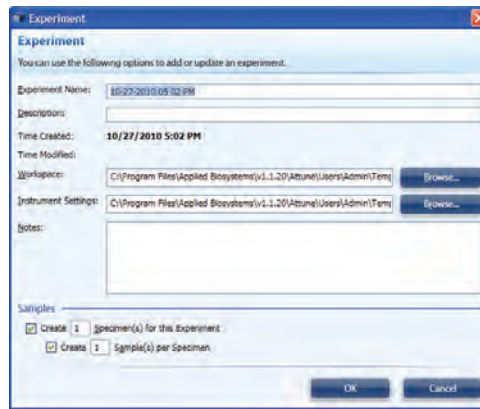 Experiment
Experiment
You can use the following options to add or update an experiment.
Experiment Name: 10-27-2010 05 02 PM
Description:
Time Created: 10/27/2010 5:02 PM
Time Modified:
Workspace: C:\Program Files\Applied Biosystems\v1.1.20\Attune\Users\Admin\Temp Browse...
Instrument Settings: C:\Program Files\Applied Biosystems\v1.1.20\Attune\Users\Admin\Temp Browse...
Notes:
Samples
Create 1 Specimen(s) for this Experiment
Create 1 Sample(s) per Specimen
OK Cancel